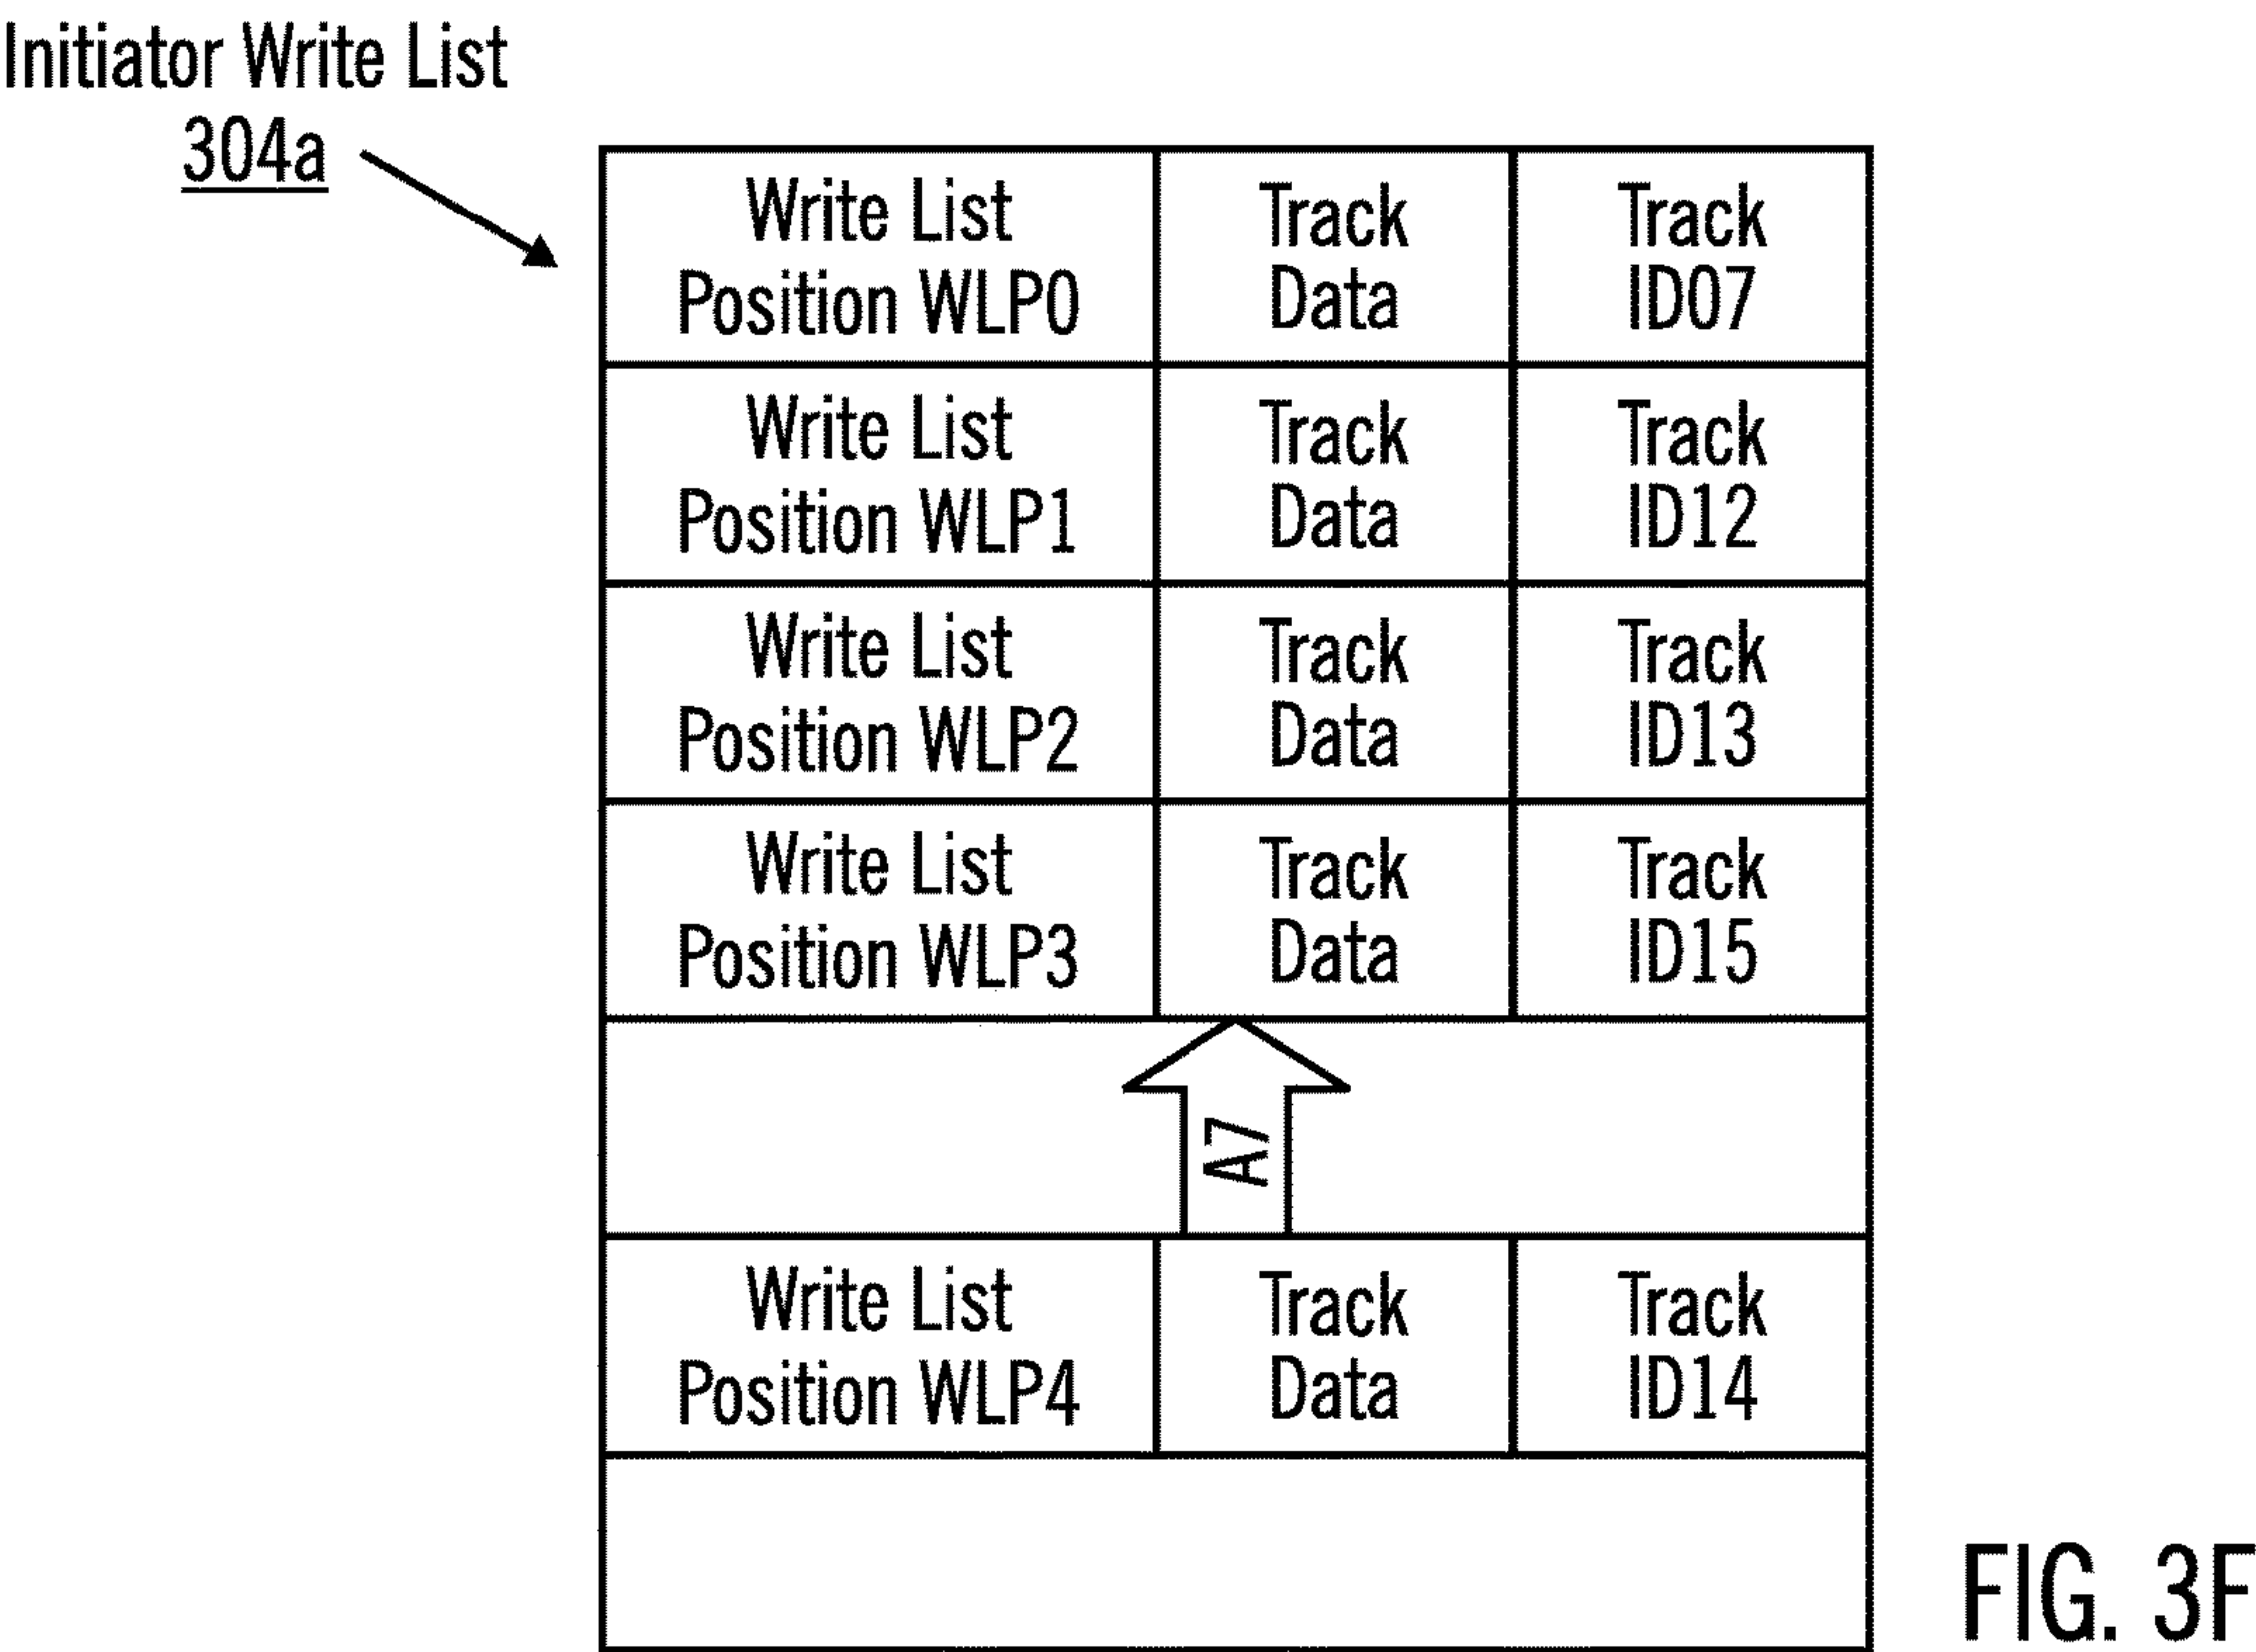 Initiator Write List
304a
Write List
Position WLP0
Track
Data
Track
ID07
Write List
Position WLP1
Track
Data
Track
ID12
Write List
Position WLP2
Track
Data
Track
ID13
Write List
Position WLP3
Track
Data
Track
ID15
A7
Write List
Position WLP4
Track
Data
Track
ID14
FIG. 3F